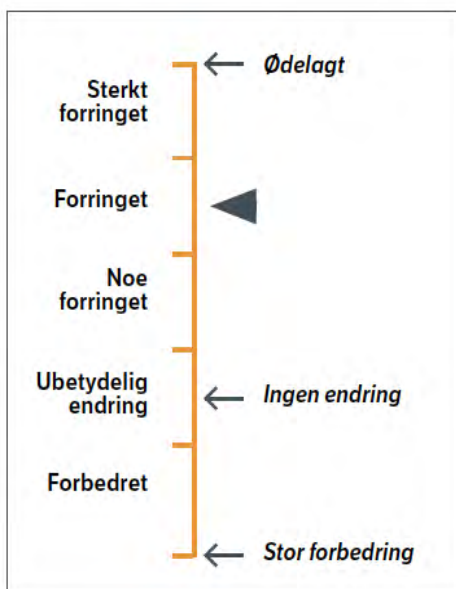 Ødelagt
Sterkt
forringet
Forringet
Noe
forringet
Ubetydelig
endring
Ingen endring
Forbedret
Stor forbedring